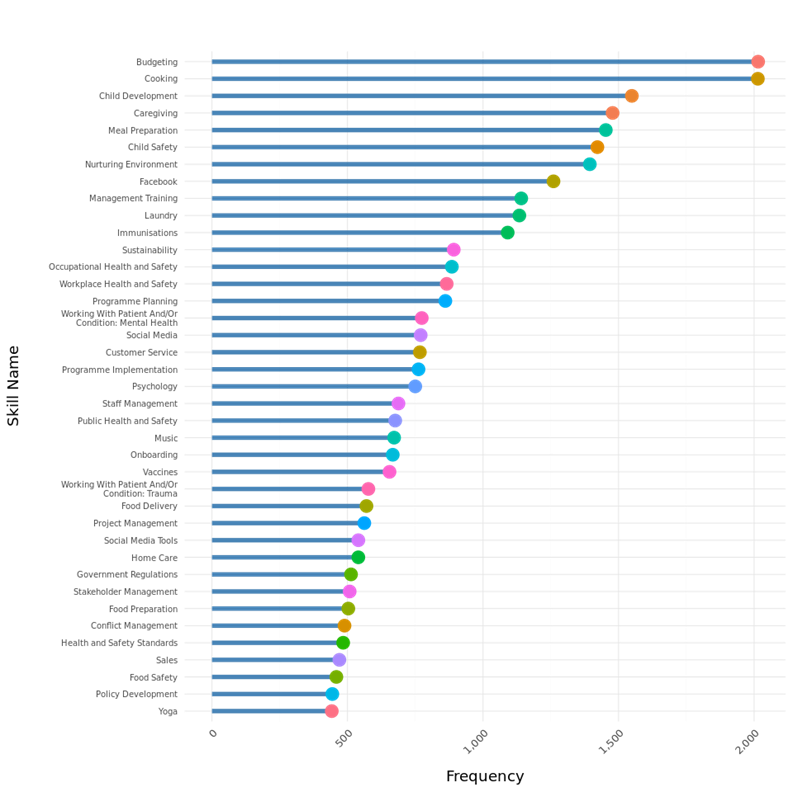 Budgeting
Cooking
Child Development
Caregiving
Meal Preparation
Child Safety
Nurturing Environment
Facebook
Management Training
Laundry
Immunisations
Sustainability
Occupational Health and Safety
Workplace Health and Safety
Programme Planning
Working With Patient And/Or
Condition: Mental Health
Social Media
Customer Service
Programme Implementation
Psychology
Staff Management
Public Health and Safety
Music
Onboarding
Vaccines
Working With Patient And/Or
Condition: Trauma
Food Delivery
Project Management
Social Media Tools
Home Care
Government Regulations
Stakeholder Management
Food Preparation
Conflict Management
Health and Safety Standards
Sales
Food Safety
Policy Development
Yoga
Skill Name
0
500
1,000
1,500
2,000
Frequency